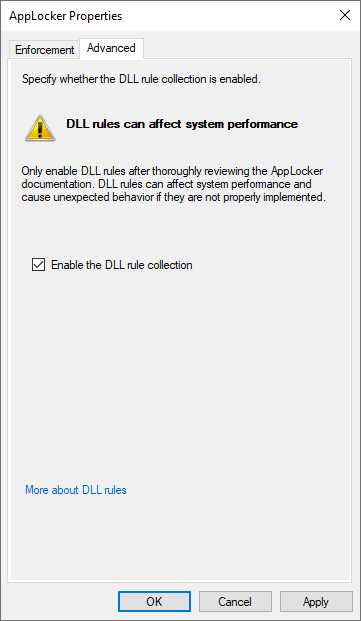 AppLocker Properties
Enforcement Advanced
Specify whether the DLL rule collection is enabled.
DLL rules can affect system performance
Only enable DLL rules after thoroughly reviewing the AppLocker
documentation. DLL rules can affect system performance and
cause unexpected behavior if they are not properly implemented.
Enable the DLL rule collection
More about DLL rules
OK Cancel Apply